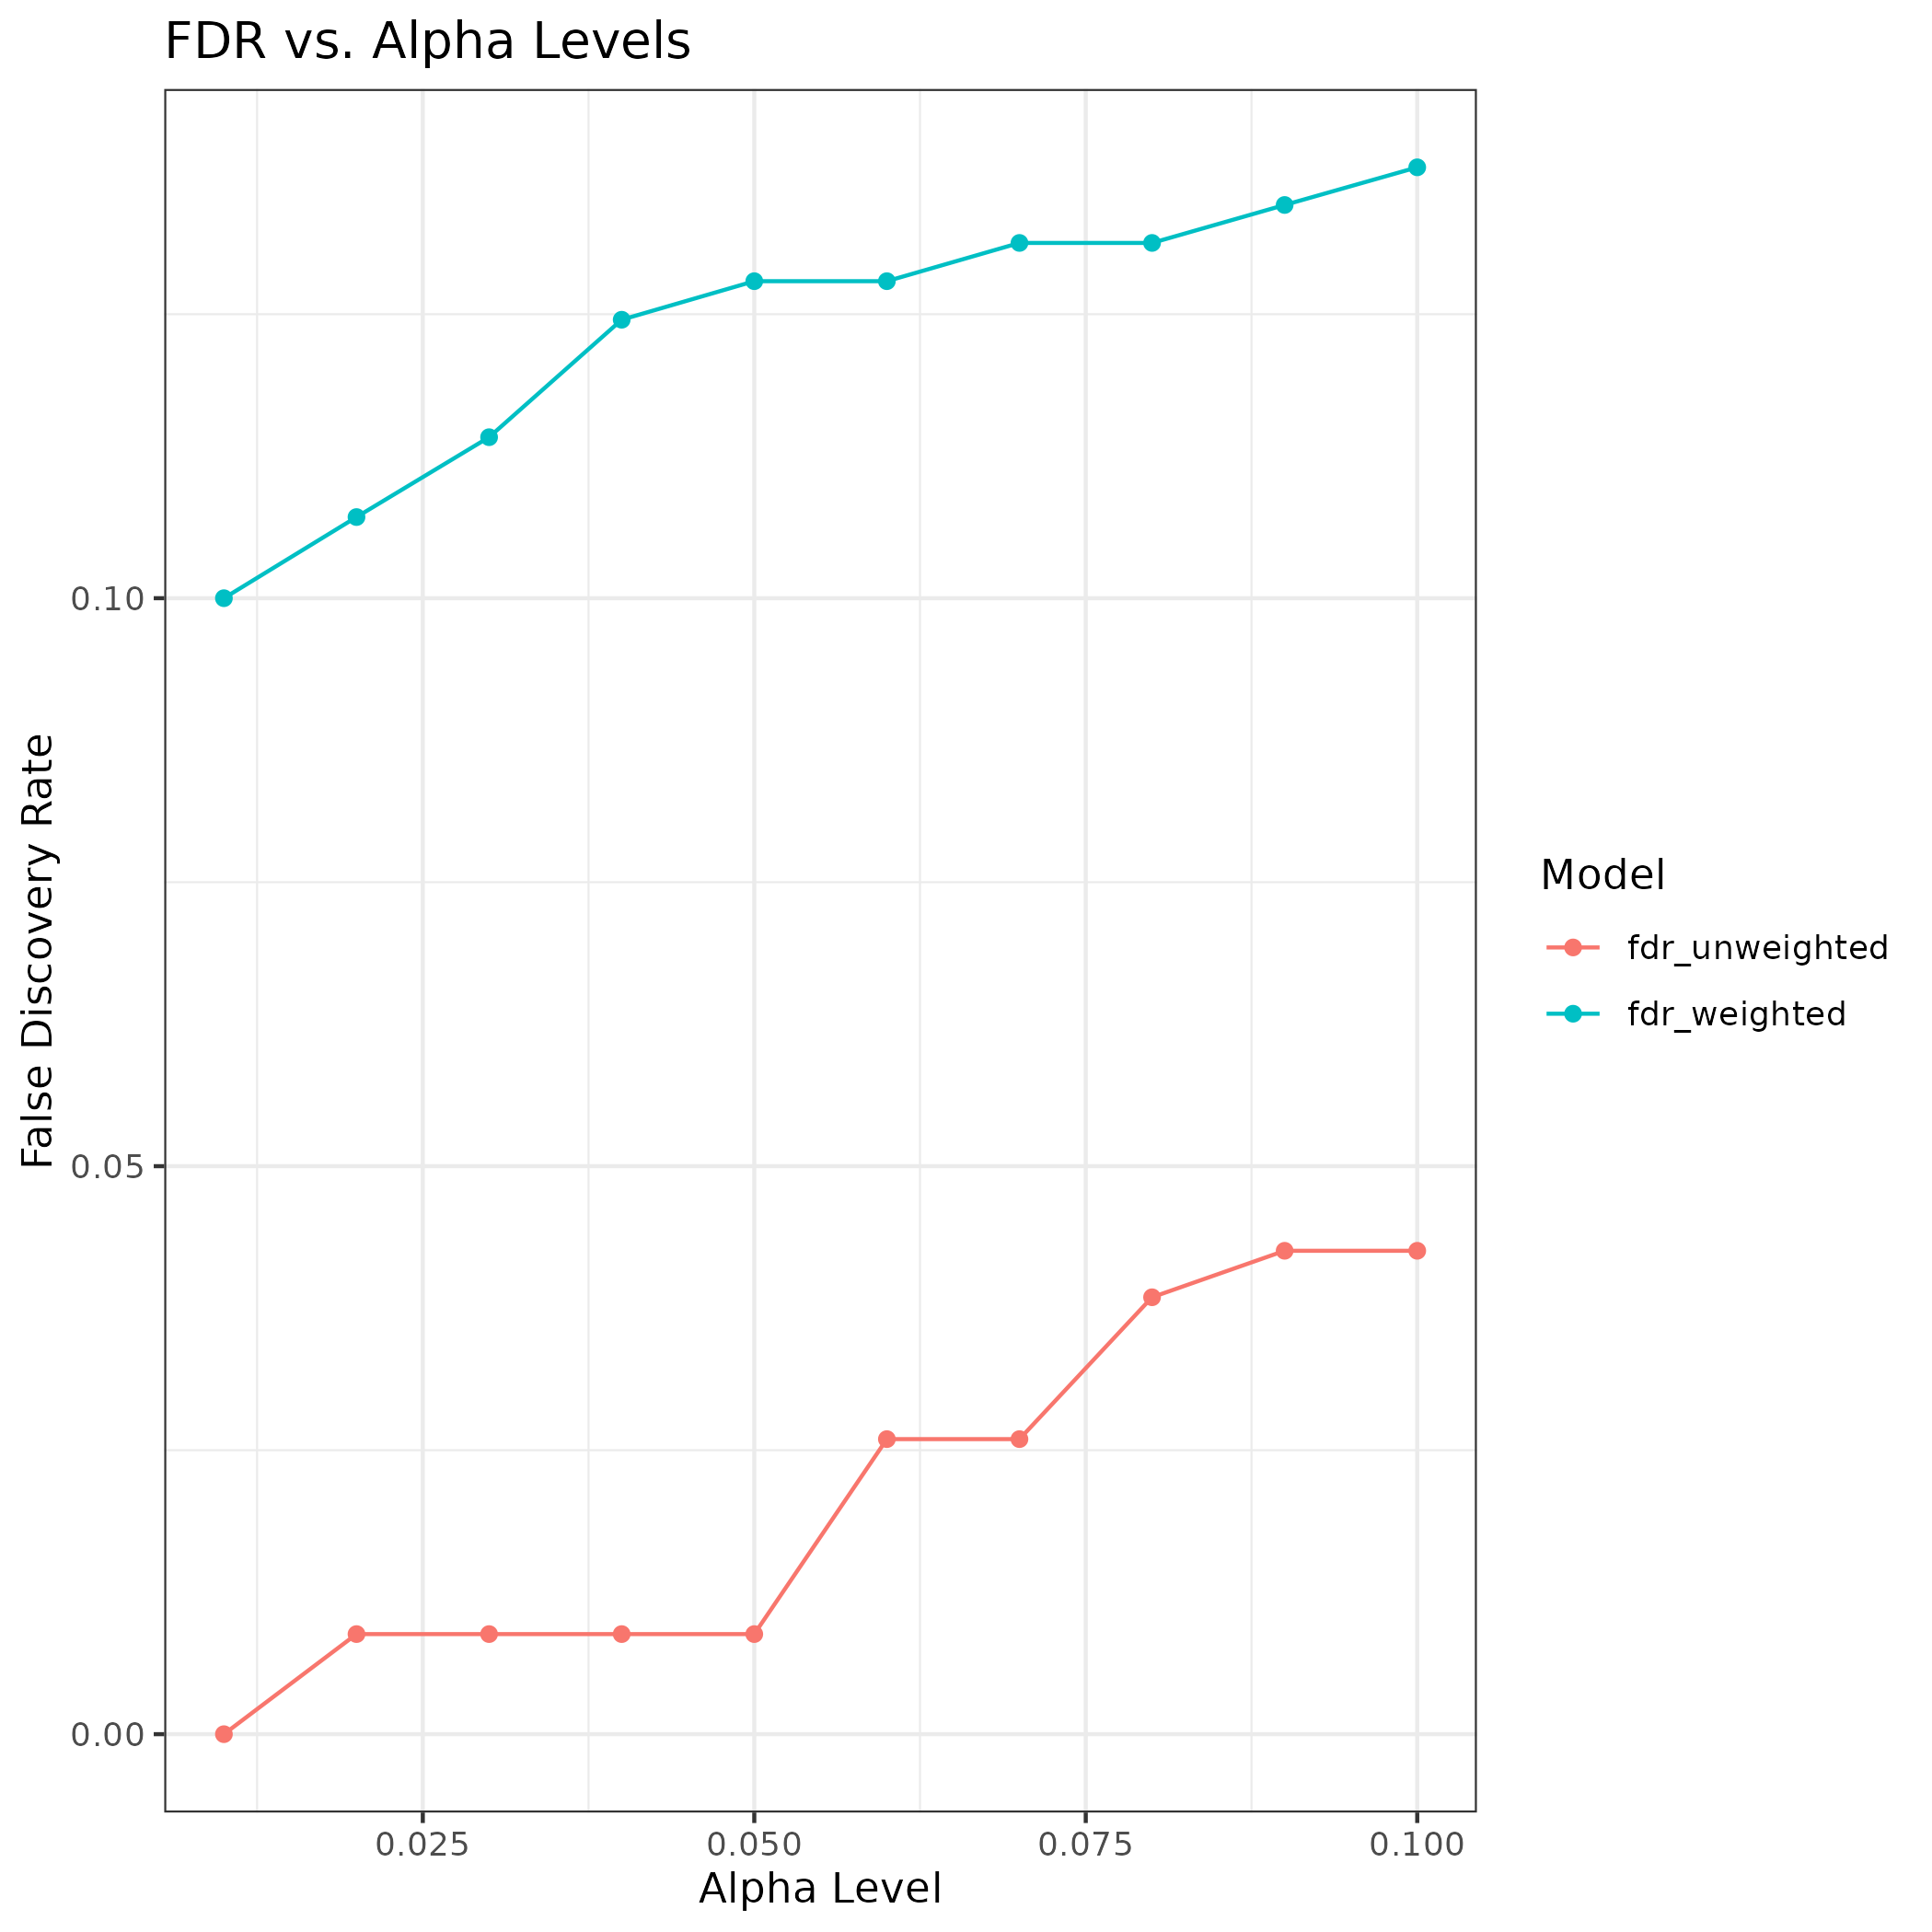 FDR vs. Alpha Levels
False Discovery Rate
0.10
0.05
0.00
0.025 0.050 0.075 0.100
Alpha Level
Model
fdr_unweighted
fdr_weighted